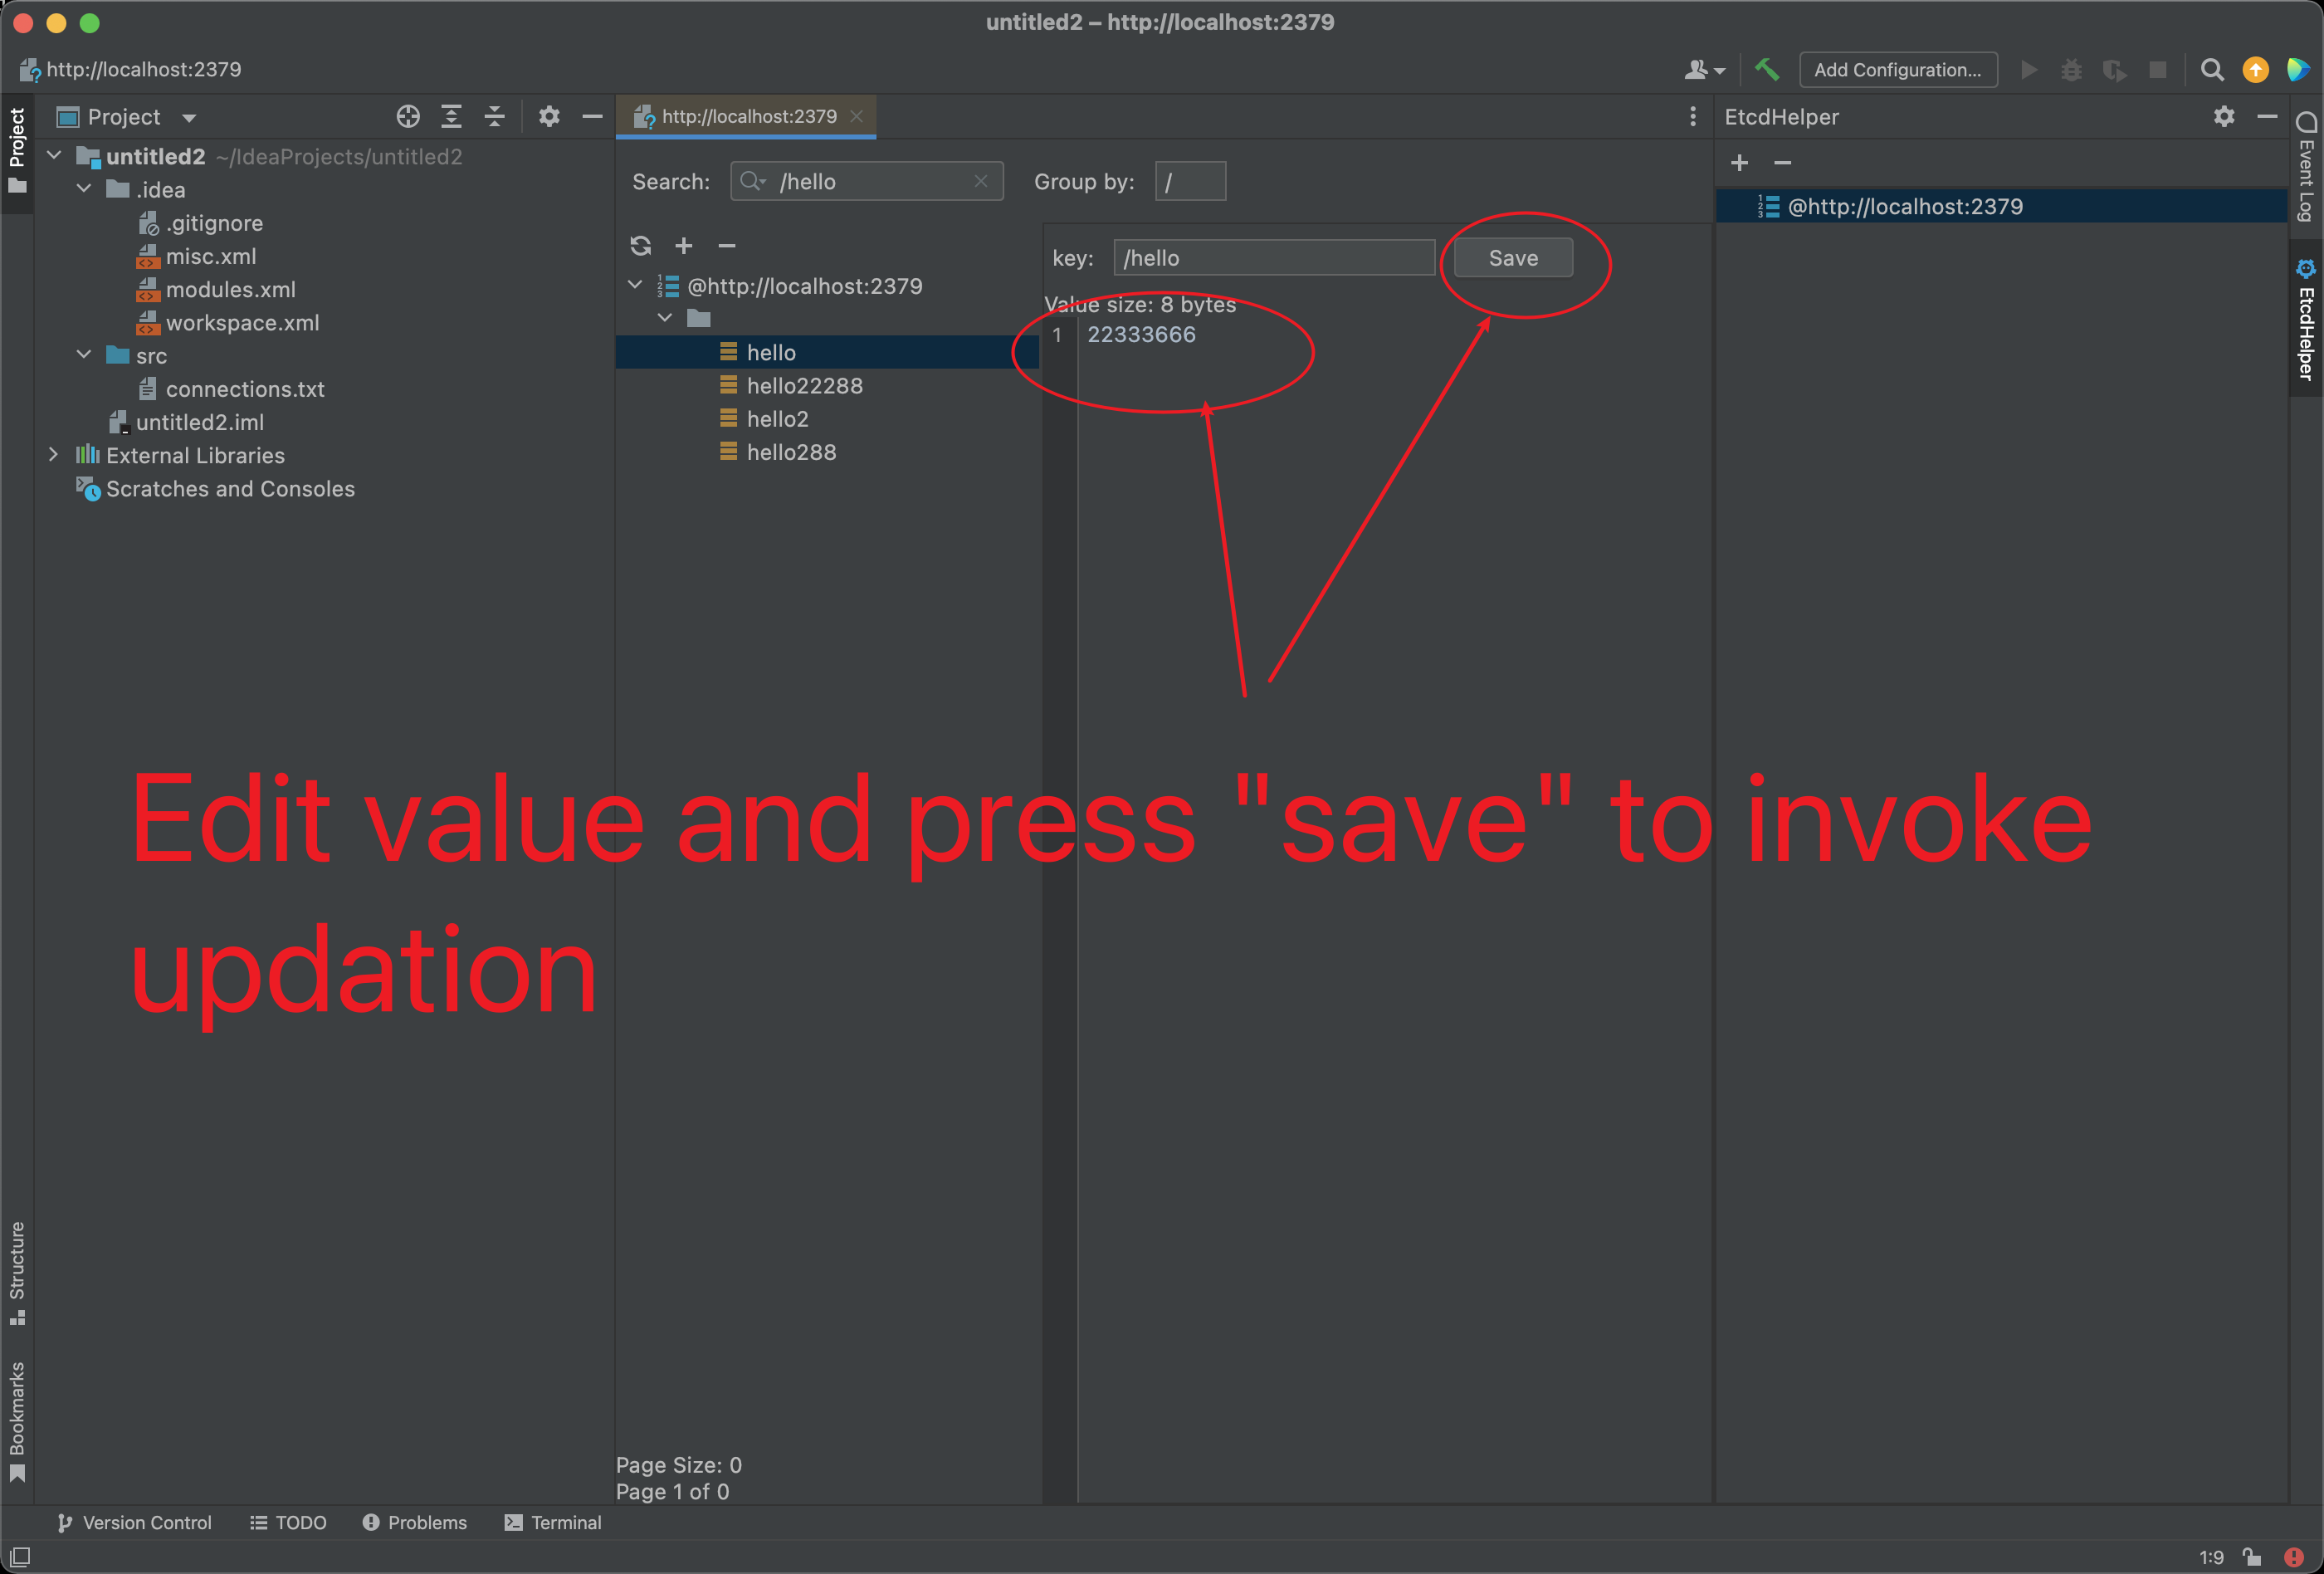 untitled2 – http://localhost:2379
http://localhost:2379
Add Configuration...
Project
Project
http://localhost:2379
EtcdHelper
Event Log
EtcdHelper
untitled2 ~/IdeaProjects/untitled2
.idea
.gitignore
misc.xml
modules.xml
workspace.xml
src
connections.txt
untitled2.iml
External Libraries
Scratches and Consoles
Search: /hello
Group by: /
@http://localhost:2379
hello
hello22288
hello2
hello288
key: /hello
Save
Value size: 8 bytes
1 22333666
@http://localhost:2379
Edit value and press "save" to invoke
updation
Structure
Bookmarks
Page Size: 0
Page 1 of 0
Version Control
TODO
Problems
Terminal
1:9